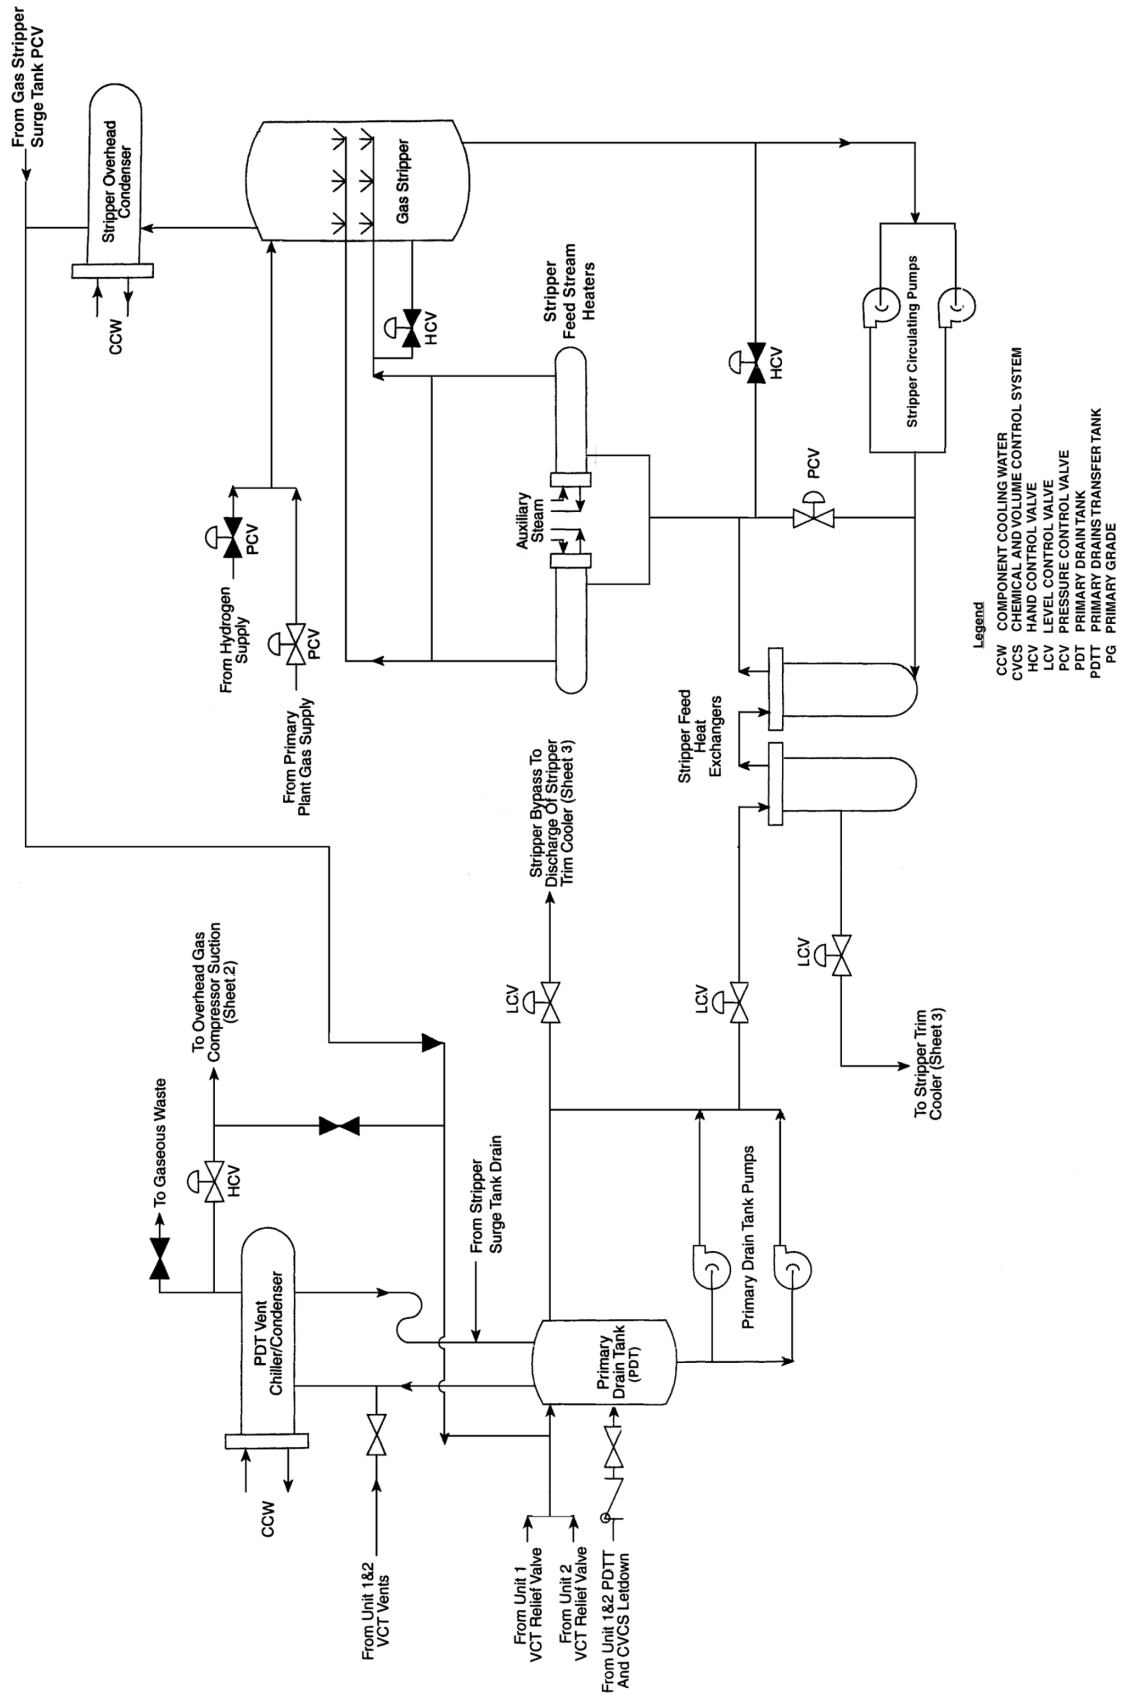 From Gas Stripper
Surge Tank PCV
Stripper Overhead
Condenser
CCW
Gas Stripper
HCV
Stripper
Feed Stream
Heaters
PCV
From Hydrogen
Supply
PCV
From Primary
Plant Gas Supply
Auxiliary
Steam
HCV
PCV
Stripper Circulating Pumps
Stripper Feed
Heat
Exchangers
Stripper Bypass To
Discharge Of Stripper
Trim Cooler (Sheet 3)
To Overhead Gas
Compressor Suction
(Sheet 2)
To Gaseous Waste
HCV
LCV
LCV
LCV
To Stripper Trim
Cooler (Sheet 3)
From Stripper
Surge Tank Drain
PDT Vent
Chiller/Condenser
CCW
Primary
Drain Tank
(PDT)
Primary Drain Tank Pumps
From Unit 1&2
VCT Vents
From Unit 1
VCT Relief Valve
From Unit 2
VCT Relief Valve
From Unit 1&2 PDTT
And CVCS Letdown
Legend
CCW COMPONENT COOLING WATER
CVCS CHEMICAL AND VOLUME CONTROL SYSTEM
HCV HAND CONTROL VALVE
LCV LEVEL CONTROL VALVE
PCV PRESSURE CONTROL VALVE
PDT PRIMARY DRAIN TANK
PDTT PRIMARY DRAINS TRANSFER TANK
PG PRIMARY GRADE